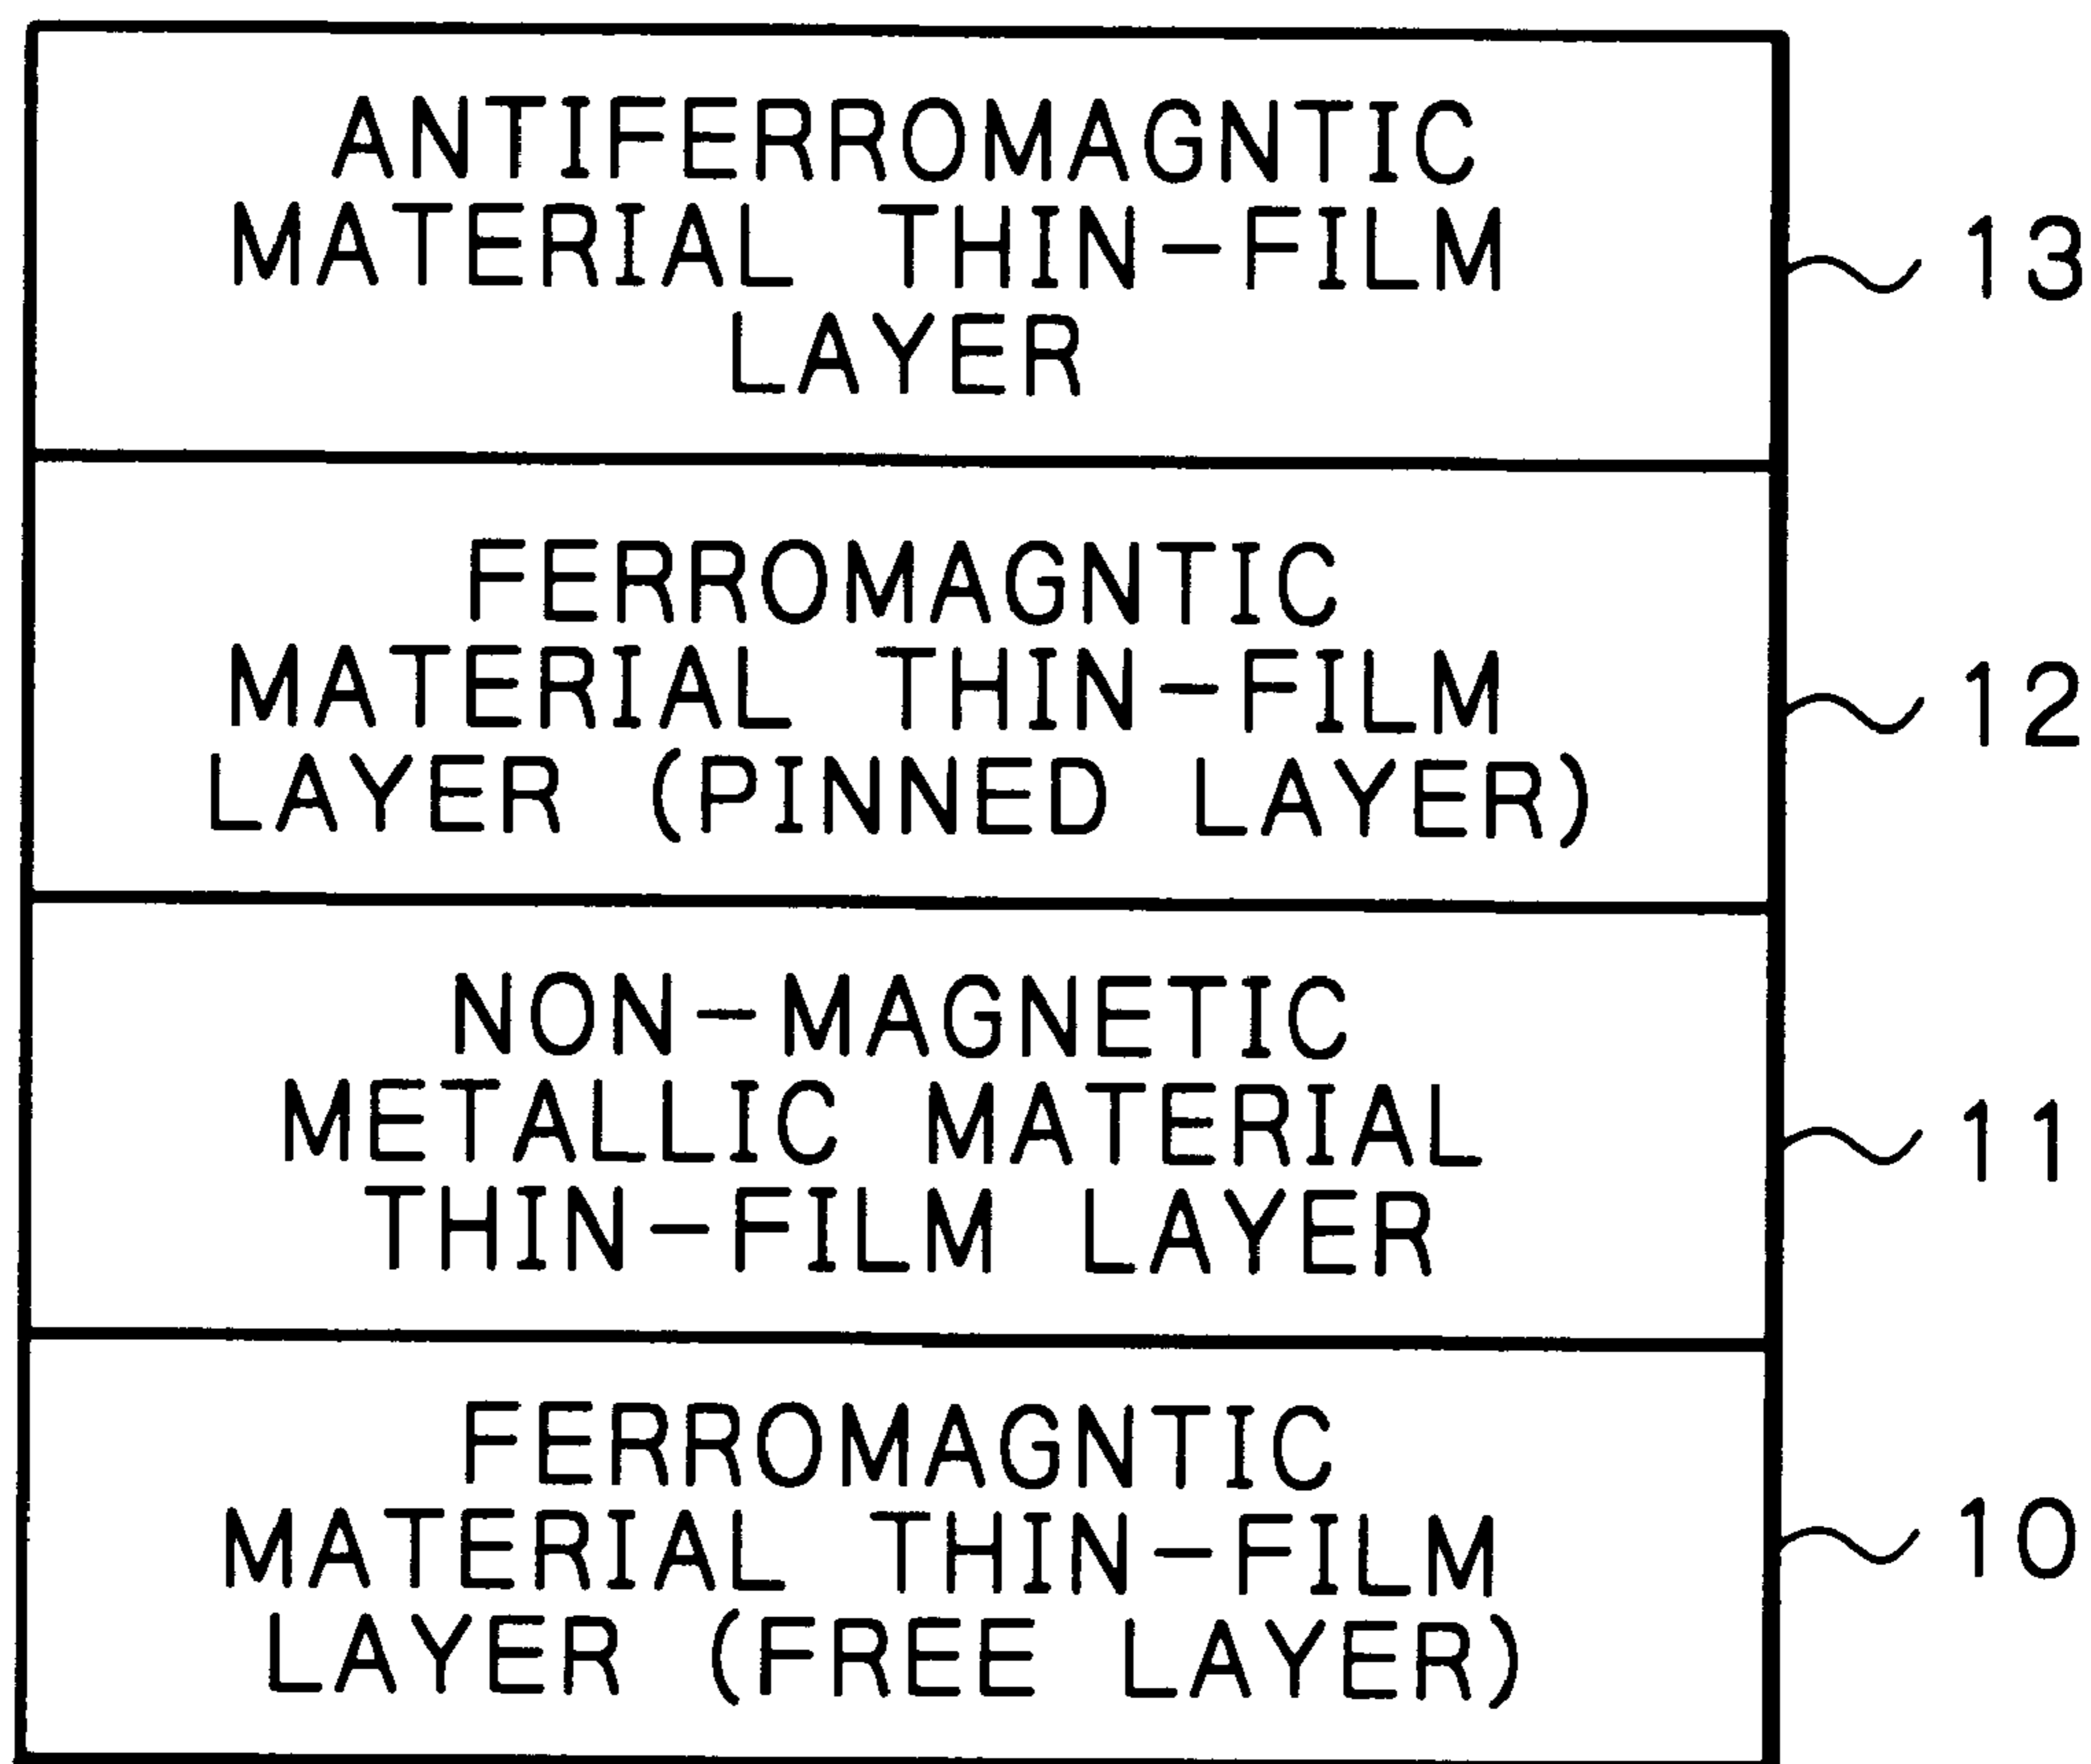 ANTIFERROMAGNTIC
MATERIAL THIN-FILM
LAYER
13
FERROMAGNTIC
MATERIAL THIN-FILM
LAYER (PINNED LAYER)
12
NON-MAGNETIC
METALLIC MATERIAL
THIN-FILM LAYER
11
FERROMAGNTIC
MATERIAL THIN-FILM
LAYER (FREE LAYER)
10